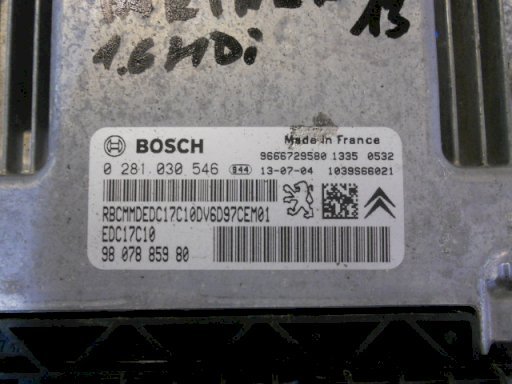 1.6 HDi
BOSCH
Made in France
9666729580 1335 0532
0 281 030 546 944 13-07-04 1039S66021
RBCMMDEDC17C10DV6D97CEM01
EDC17C10
98 078 859 80